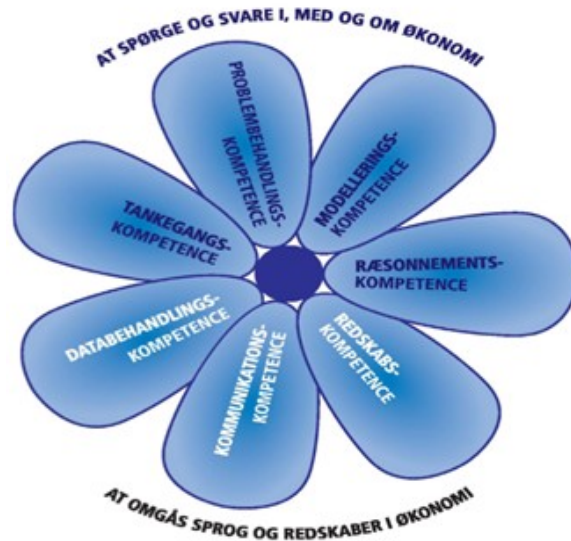 AT SPØRGE OG SVARE I, MED OG OM ØKONOMI
PROBLEMBEHANDLINGS-
KOMPETENCE
MODELLERINGS-
KOMPETENCE
TANKEGANGS-
KOMPETENCE
RÆSONNEMENTS-
KOMPETENCE
DATABEHANDLINGS-
KOMPETENCE
KOMMUNIKATIONS-
KOMPETENCE
REDSKABS-
KOMPETENCE
AT OMGÅS SPROG OG REDSKABER I ØKONOMI